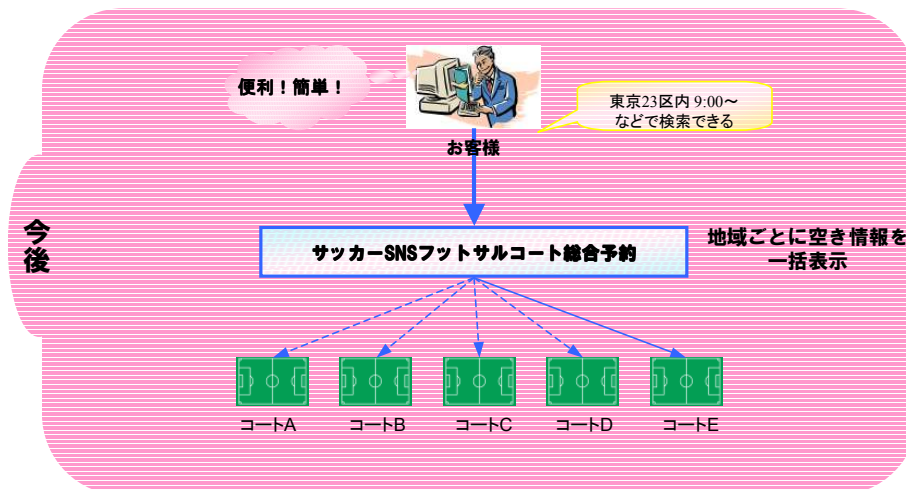 便利！簡単！
東京23区内 9:00～
などで検索できる
お客様
今後
サッカーSNSフットサルコート総合予約
地域ごとに空き情報を
一括表示
コートA
コートB
コートC
コートD
コートE